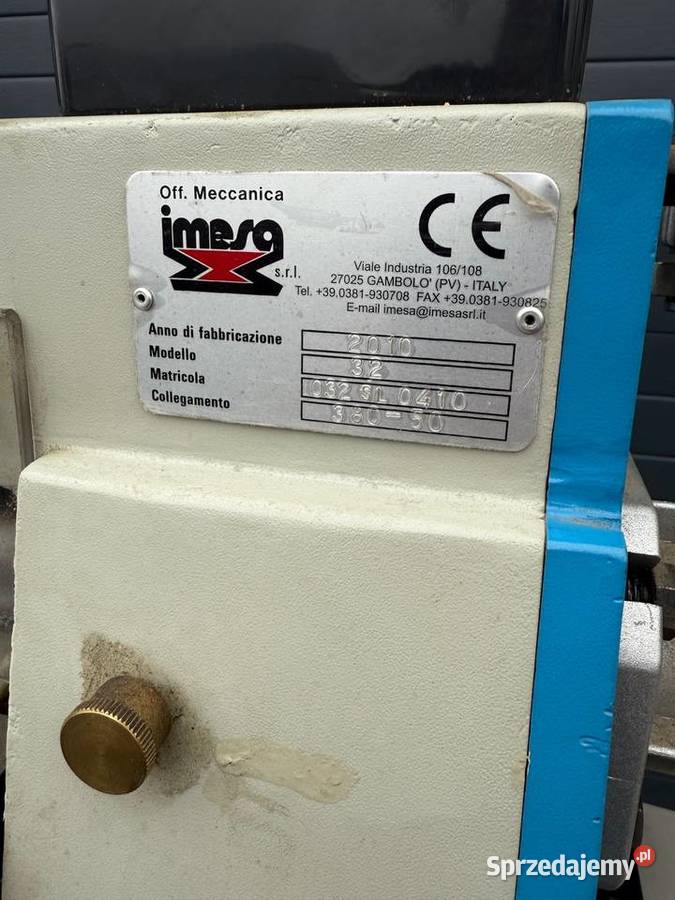 Off. Meccanica
imesa
s.r.l.
CE
Viale Industria 106/108
27025 GAMBOLO' (PV) - ITALY
Tel. +39.0381-930708 FAX +39.0381-930825
E-mail imesa@imesasrl.it
Anno di fabbricazione 2010
Modello 32
Matricola 032 SL 0410
Collegamento 380-50
Sprzedajemy.pl